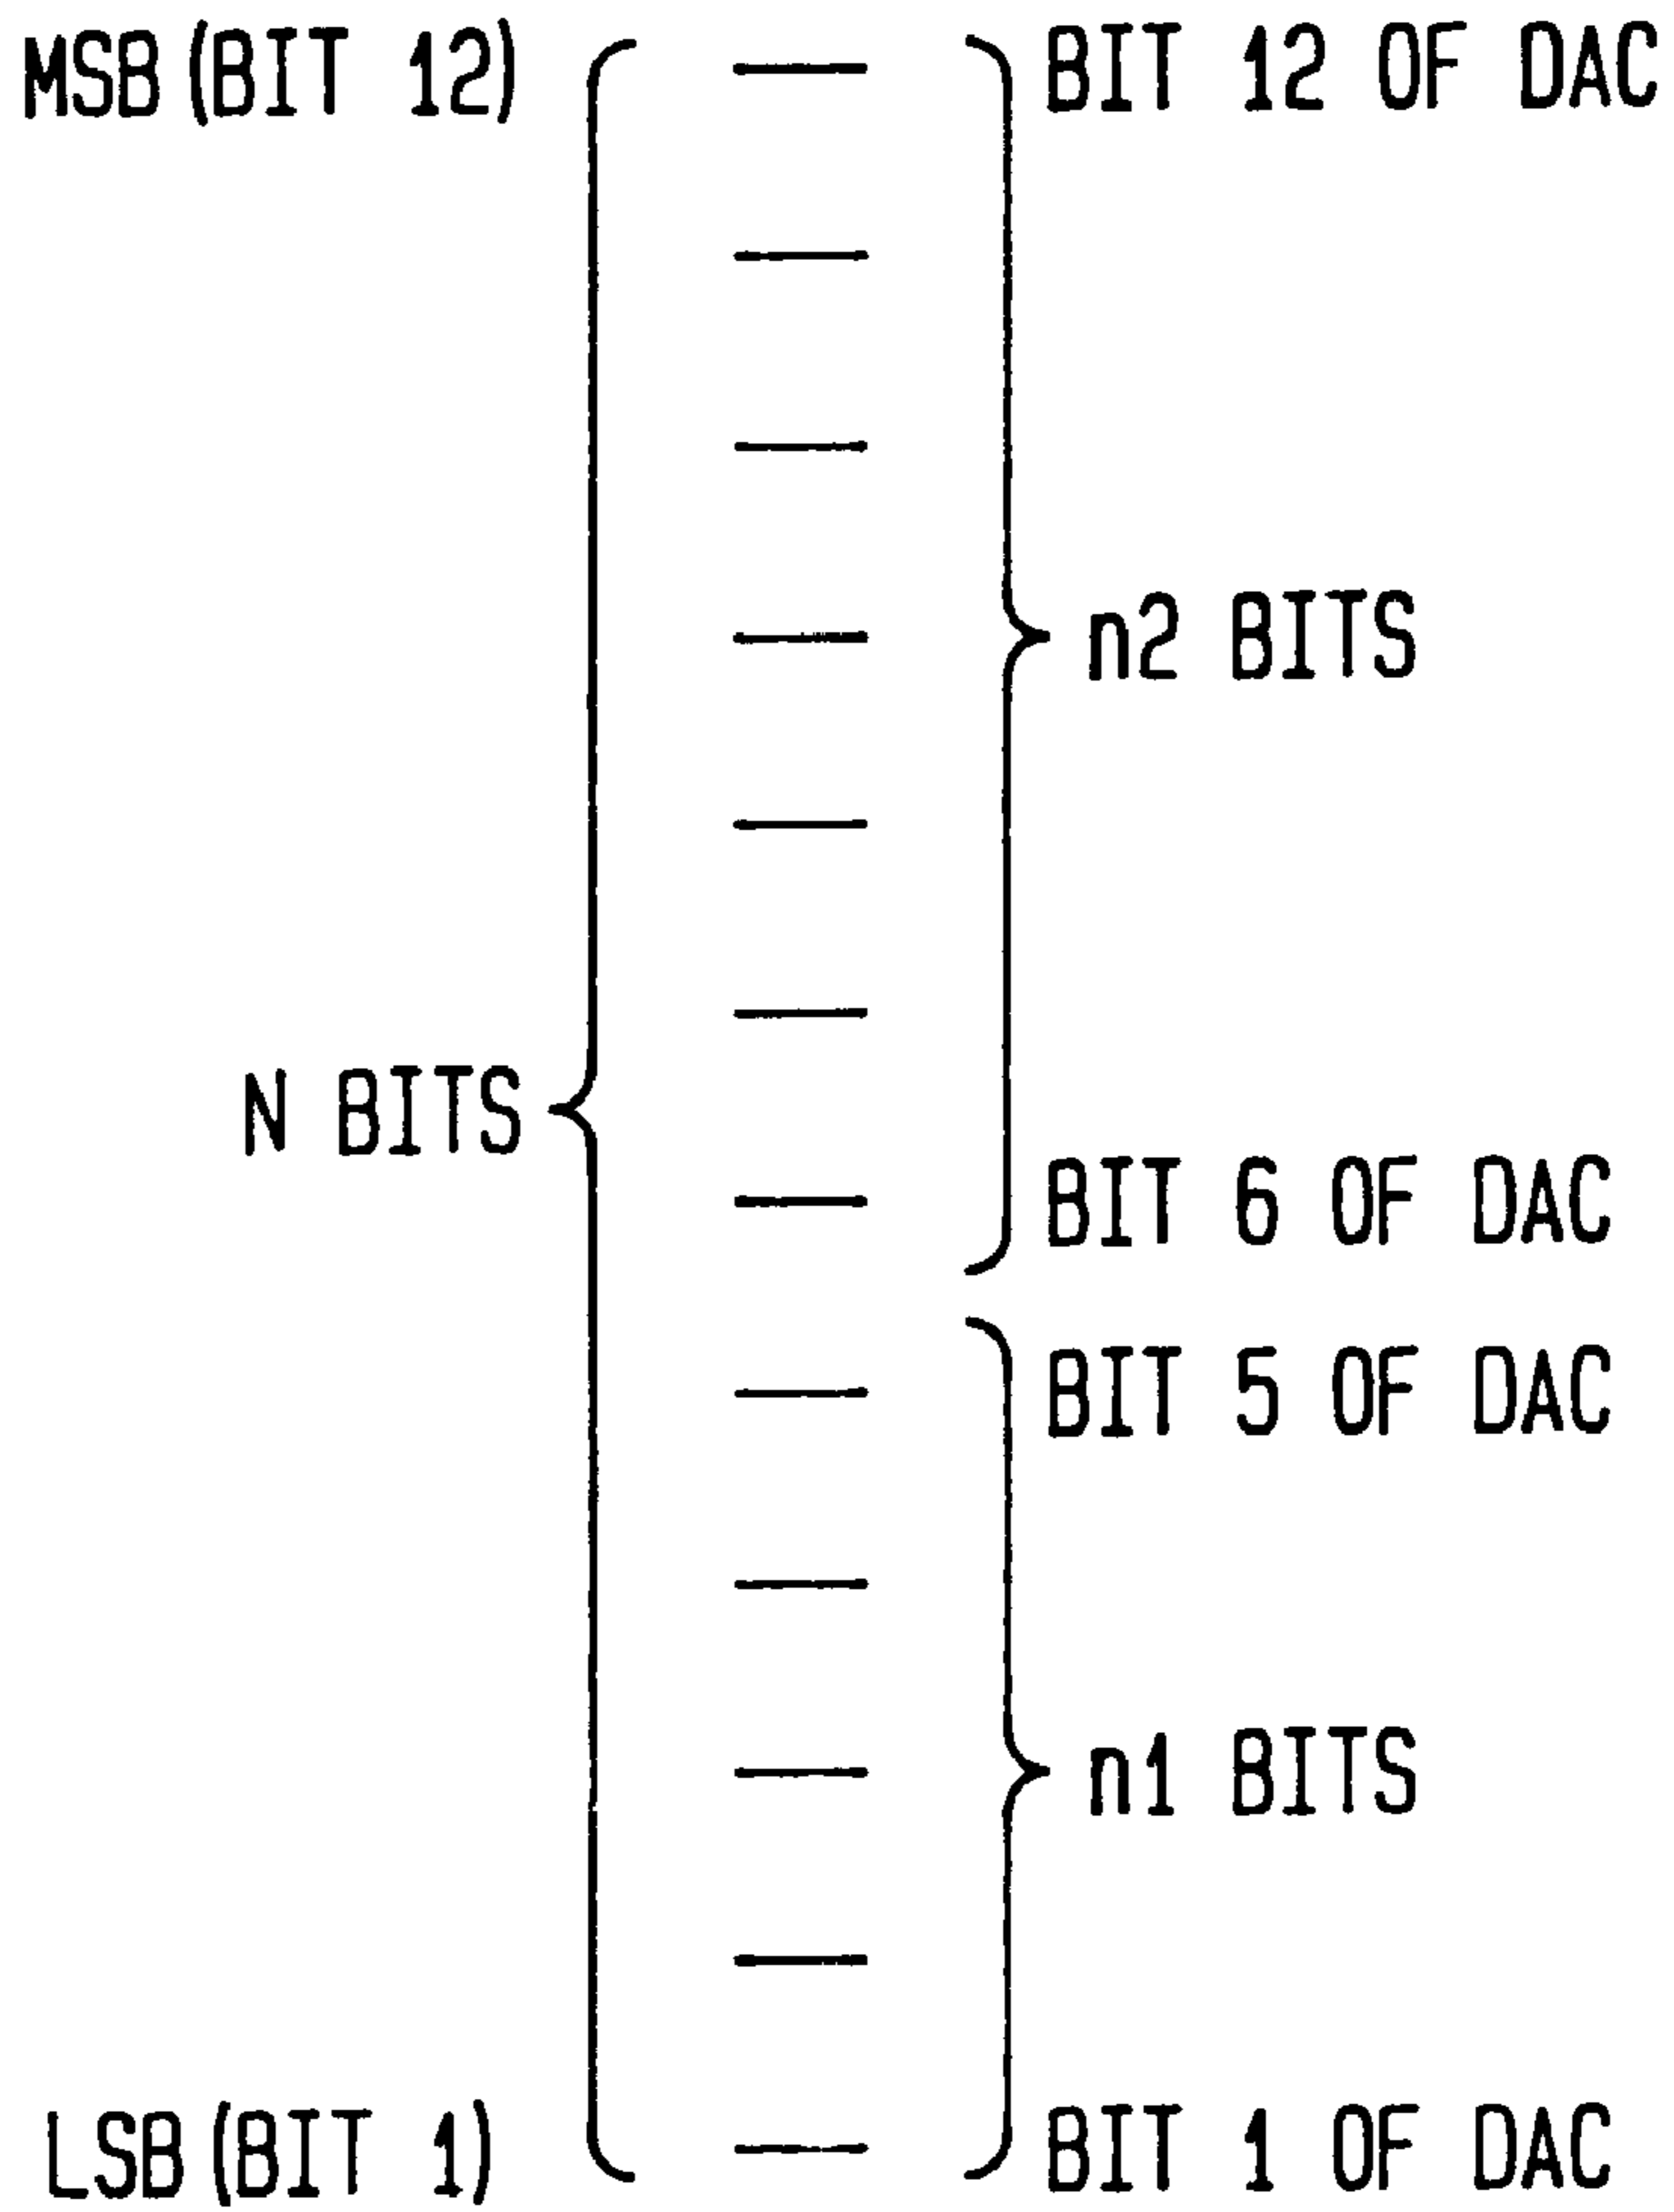 MSB(BIT 12)
BIT 12 OF DAC
n2 BITS
N BITS
BIT 6 OF DAC
BIT 5 OF DAC
n1 BITS
LSB(BIT 1)
BIT 1 OF DAC